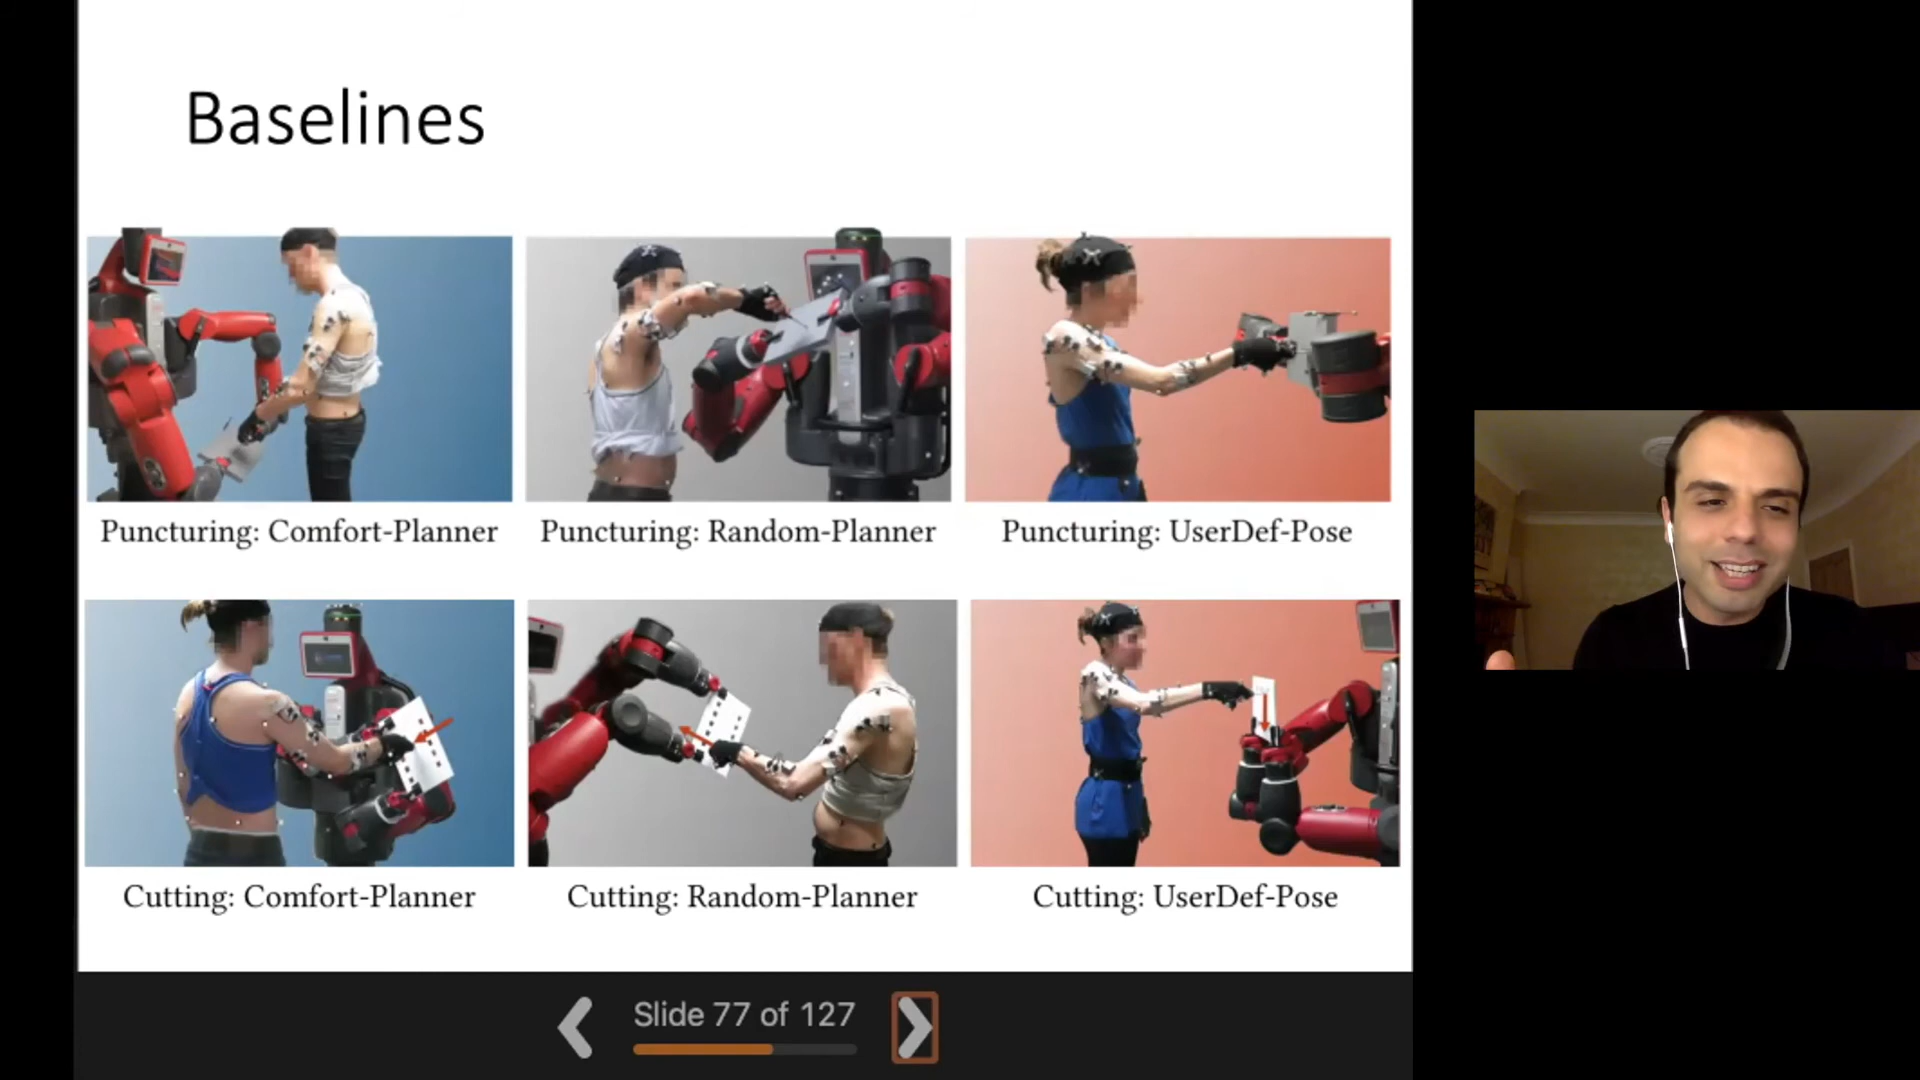 Baselines
Puncturing: Comfort-Planner
Puncturing: Random-Planner
Puncturing: UserDef-Pose
Cutting: Comfort-Planner
Cutting: Random-Planner
Cutting: UserDef-Pose
Slide 77 of 127